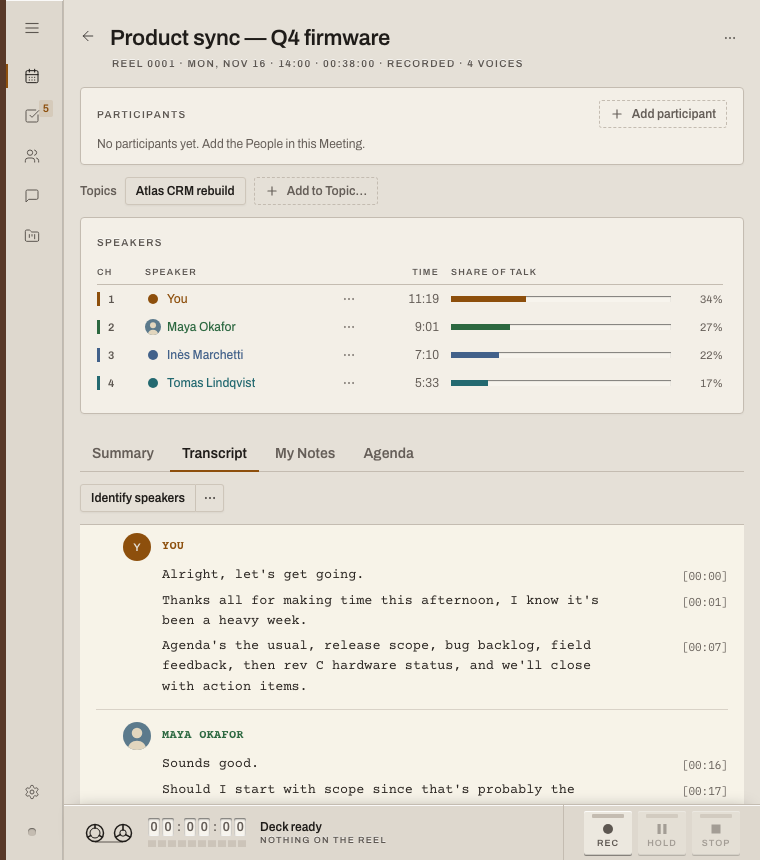 Product sync — Q4 firmware
REEL 0001 · MON, NOV 16 · 14:00 · 00:38:00 · RECORDED · 4 VOICES
5
PARTICIPANTS
Add participant
No participants yet. Add the People in this Meeting.
Topics Atlas CRM rebuild Add to Topic...
SPEAKERS
CH SPEAKER TIME SHARE OF TALK
1 You 11:19 34%
2 Maya Okafor 9:01 27%
3 Inès Marchetti 7:10 22%
4 Tomas Lindqvist 5:33 17%
Summary Transcript My Notes Agenda
Identify speakers
Y YOU
Alright, let's get going. [00:00]
Thanks all for making time this afternoon, I know it's [00:01]
been a heavy week.
Agenda's the usual, release scope, bug backlog, field [00:07]
feedback, then rev C hardware status, and we'll close
with action items.
MAYA OKAFOR
Sounds good. [00:16]
Should I start with scope since that's probably the [00:17]
00:00:00 Deck ready
NOTHING ON THE REEL
REC HOLD STOP